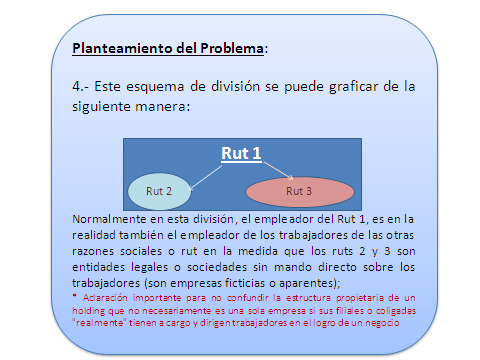 Planteamiento del Problema:
4.- Este esquema de división se puede graficar de la
siguiente manera:
Rut 1
Rut 2
Rut 3
Normalmente en esta división, el empleador del Rut 1, es en la
realidad también el empleador de los trabajadores de las otras
razones sociales o rut en la medida que los ruts 2 y 3 son
entidades legales o sociedades sin mando directo sobre los
trabajadores (son empresas ficticias o aparentes);
* Aclaración importante para no confundir la estructura propietaria de un
holding que no necesariamente es una sola empresa si sus filiales o coligadas
"realmente" tienen a cargo y dirigen trabajadores en el logro de un negocio